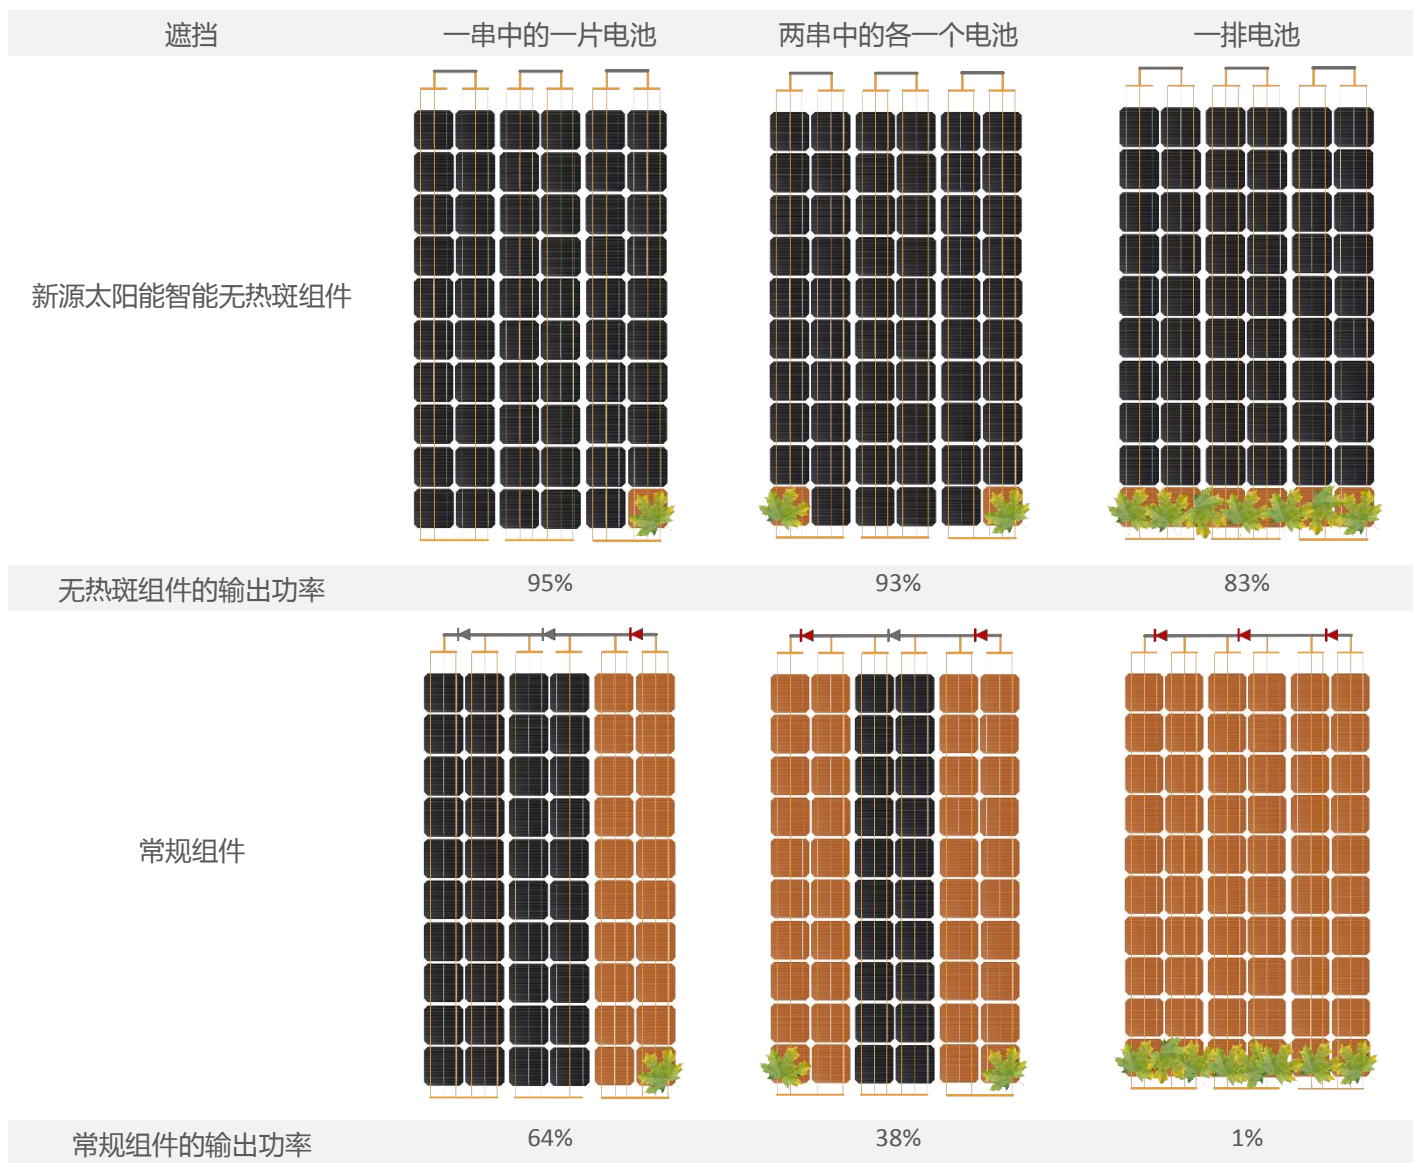 遮挡 一串中的一片电池 两串中的各一个电池 一排电池
新源太阳能智能无热斑组件
无热斑组件的输出功率 95% 93% 83%
常规组件
常规组件的输出功率 64% 38% 1%